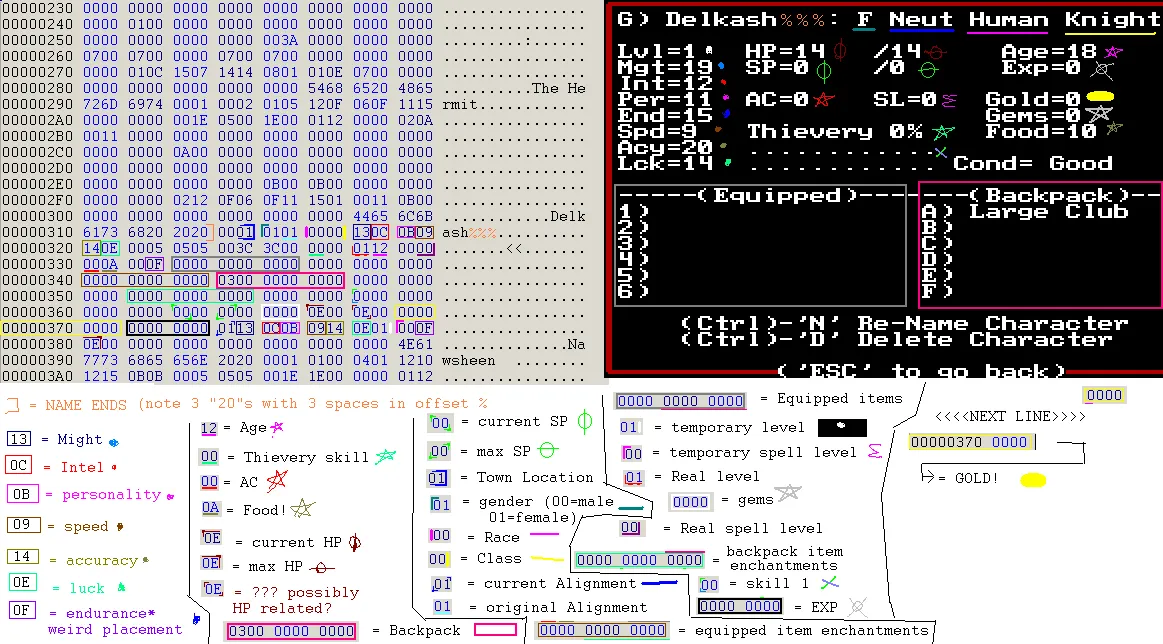 00000230 0000 0000 0000 0000 0000 0000 0000 0000 ................
00000240 0000 0100 0000 0000 0000 0000 0000 0000 ................
00000250 0000 0000 0000 0000 003A 0000 0000 0000 .........:......
00000260 0700 0700 0000 0700 0700 0000 0000 0000 ................
00000270 0000 010C 1507 1414 0801 010E 0700 0000 ................
00000280 0000 0000 0000 0000 0000 5468 6520 4865 ..........The He
00000290 726D 6974 0001 0002 0105 120F 060F 1115 rmit............
000002A0 0000 0000 001E 0500 1E00 0112 0000 020A ................
000002B0 0011 0000 0000 0000 0000 0000 0000 0000 ................
000002C0 0000 0000 0A00 0000 0000 0000 0000 0000 ................
000002D0 0000 0000 0000 0000 0000 0000 0000 0000 ................
000002E0 0000 0000 0000 0000 0B00 0B00 0000 0000 ................
000002F0 0000 0000 0212 0F06 0F11 1501 0011 0B00 ................
00000300 0000 0000 0000 0000 0000 0000 4465 6C6B ............Delk
00000310 6173 6820 2020 0001 0101 0000 130C 0B09 ash%%%..........
00000320 140E 0005 0505 003C 3C00 0000 0112 0000 .......<<.......
00000330 000A 000F 0000 0000 0000 0000 0000 0000 ................
00000340 0000 0000 0000 0300 0000 0000 0000 0000 ................
00000350 0000 0000 0000 0000 0000 0000 0000 0000 ................
00000360 0000 0000 0000 0000 0000 0E00 0E00 0000 ................
00000370 0000 0000 0000 0113 0C0B 0914 0E01 000F ................
00000380 0E00 0000 0000 0000 0000 0000 0000 4E61 ..............Na
00000390 7773 6865 656E 2020 0001 0100 0401 1210 wsheen  ........
000003A0 1215 0B0B 0005 0505 001E 1E00 0000 0112 ................
G) Delkash%%%: F Neut Human Knight
Lvl=1 HP=14 /14 Age=18
Mgt=19 SP=0 /0 Exp=0
Int=12
Per=11 AC=0 SL=0 Gold=0
End=15 Gems=0
Spd=9 Thievery 0% Food=10
Acy=20 ..............
Lck=14 .............. Cond= Good
-----(Equipped)-----(Backpack)-----
1) A) Large Club
2) B)
3) C)
4) D)
5) E)
6) F)
(Ctrl)-'N' Re-Name Character
(Ctrl)-'D' Delete Character
('ESC' to go back)
= NAME ENDS (note 3 "20"s with 3 spaces in offset %
13 = Might
0C = Intel
0B = personality
09 = speed
14 = accuracy
0E = luck
0F = endurance*
weird placement
12 = Age
00 = Thievery skill
00 = AC
0A = Food!
0E = current HP
0E = max HP
0E = ??? possibly
HP related?
0300 0000 0000 = Backpack
00 = current SP
00 = max SP
01 = Town Location
01 = gender (00=male
01=female)
00 = Race
00 = Class
01 = current Alignment
01 = original Alignment
0000 0000 0000 = Equipped items
01 = temporary level
00 = temporary spell level
01 = Real level
0000 = gems
00 = Real spell level
0000 0000 0000 = backpack item
enchantments
00 = skill 1
0000 0000 = EXP
0000 0000 0000 = equipped item enchantments
0000
<<<<NEXT LINE>>>>
00000370 0000
= GOLD!